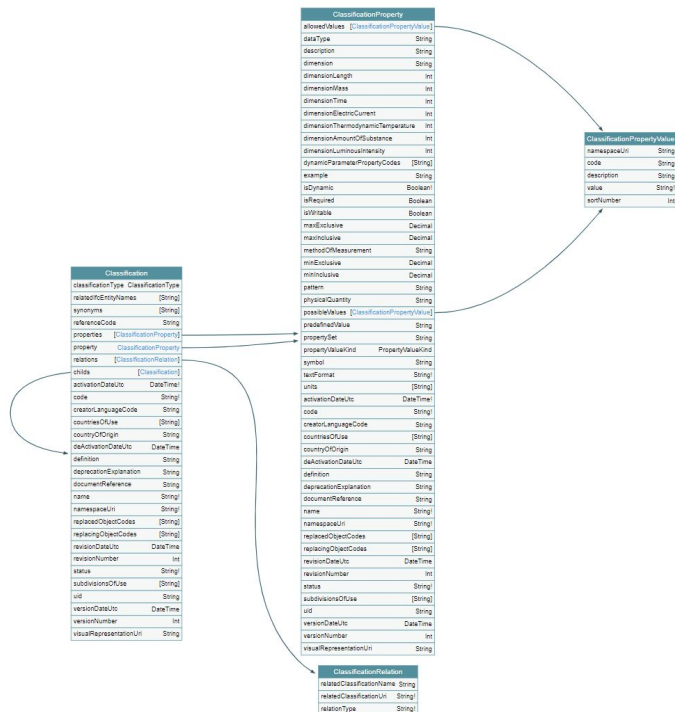 ClassificationProperty
allowedValues [ClassificationPropertyValue]
dataType String
description String
dimension String
dimensionLength Int
dimensionMass Int
dimensionTime Int
dimensionElectricCurrent Int
dimensionThermodynamicTemperature Int
dimensionAmountOfSubstance Int
dimensionLuminousIntensity Int
dynamicParameterPropertyCodes [String]
example String
isDynamic Boolean!
isRequired Boolean
isWritable Boolean
maxExclusive Decimal
maxInclusive Decimal
methodOfMeasurement String
minExclusive Decimal
minInclusive Decimal
pattern String
physicalQuantity String
possibleValues [ClassificationPropertyValue]
predefinedValue String
propertySet String
propertyValueKind PropertyValueKind
symbol String
textFormat String!
units [String]
activationDateUtc DateTime!
code String!
creatorLanguageCode String
countriesOfUse [String]
countryOfOrigin String
deActivationDateUtc DateTime
definition String
deprecationExplanation String
documentReference String
name String!
namespaceUri String!
replacedObjectCodes [String]
replacingObjectCodes [String]
revisionDateUtc DateTime
revisionNumber Int
status String!
subdivisionsOfUse [String]
uid String
versionDateUtc DateTime
versionNumber Int
visualRepresentationUri String
ClassificationPropertyValue
namespaceUri String
code String
description String
value String!
sortNumber Int
Classification
classificationType ClassificationType
relatedIfcEntityNames [String]
synonyms [String]
referenceCode String
properties [ClassificationProperty]
property ClassificationProperty
relations [ClassificationRelation]
childs [Classification]
activationDateUtc DateTime!
code String!
creatorLanguageCode String
countriesOfUse [String]
countryOfOrigin String
deActivationDateUtc DateTime
definition String
deprecationExplanation String
documentReference String
name String!
namespaceUri String!
replacedObjectCodes [String]
replacingObjectCodes [String]
revisionDateUtc DateTime
revisionNumber Int
status String!
subdivisionsOfUse [String]
uid String
versionDateUtc DateTime
versionNumber Int
visualRepresentationUri String
ClassificationRelation
relatedClassificationName String
relatedClassificationUri String!
relationType String!